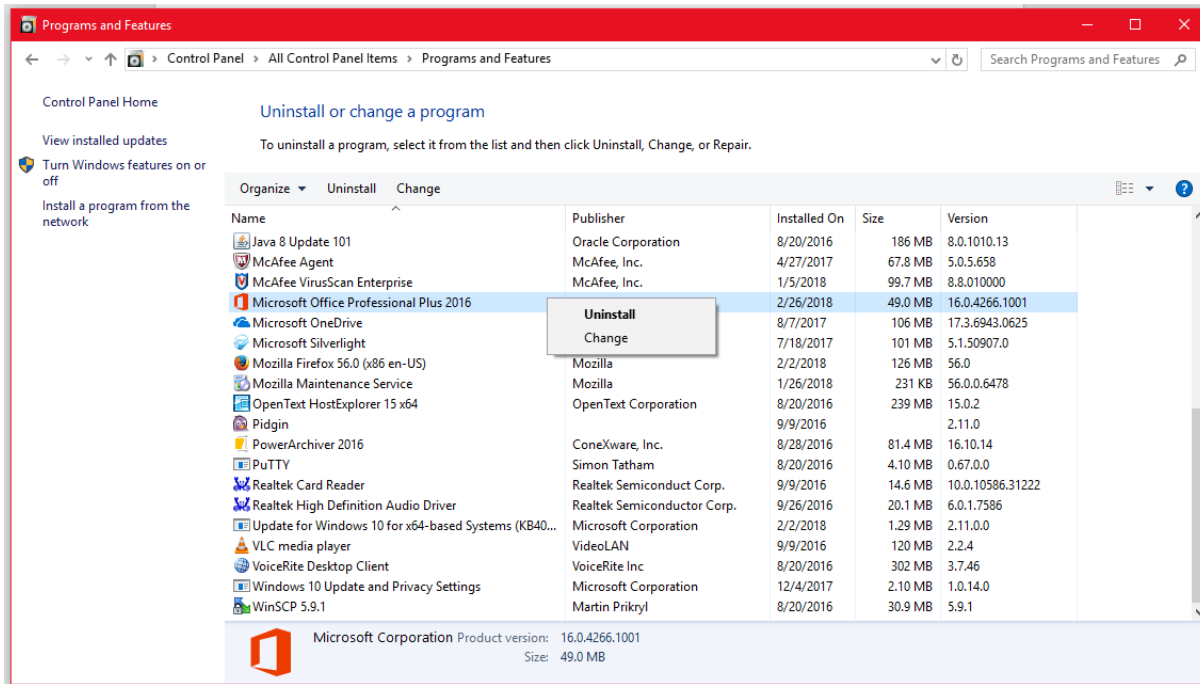 Programs and Features
Control Panel > All Control Panel Items > Programs and Features
Search Programs and Features
Control Panel Home
View installed updates
Turn Windows features on or
off
Install a program from the
network
Uninstall or change a program
To uninstall a program, select it from the list and then click Uninstall, Change, or Repair.
Organize Uninstall Change
Name Publisher Installed On Size Version
Java 8 Update 101 Oracle Corporation 8/20/2016 186 MB 8.0.1010.13
McAfee Agent McAfee, Inc. 4/27/2017 67.8 MB 5.0.5.658
McAfee VirusScan Enterprise McAfee, Inc. 1/5/2018 99.7 MB 8.8.010000
Microsoft Office Professional Plus 2016 2/26/2018 49.0 MB 16.0.4266.1001
Uninstall
Change
Microsoft OneDrive 8/7/2017 106 MB 17.3.6943.0625
Microsoft Silverlight 7/18/2017 101 MB 5.1.50907.0
Mozilla Firefox 56.0 (x86 en-US) Mozilla 2/2/2018 126 MB 56.0
Mozilla Maintenance Service Mozilla 1/26/2018 231 KB 56.0.0.6478
OpenText HostExplorer 15 x64 OpenText Corporation 8/20/2016 239 MB 15.0.2
Pidgin 9/9/2016 2.11.0
PowerArchiver 2016 ConeXware, Inc. 8/28/2016 81.4 MB 16.10.14
PuTTY Simon Tatham 8/20/2016 4.10 MB 0.67.0.0
Realtek Card Reader Realtek Semiconduct Corp. 9/9/2016 14.6 MB 10.0.10586.31222
Realtek High Definition Audio Driver Realtek Semiconductor Corp. 9/26/2016 20.1 MB 6.0.1.7586
Update for Windows 10 for x64-based Systems (KB40... Microsoft Corporation 2/2/2018 1.29 MB 2.11.0.0
VLC media player VideoLAN 9/9/2016 120 MB 2.2.4
VoiceRite Desktop Client VoiceRite Inc 8/20/2016 302 MB 3.7.46
Windows 10 Update and Privacy Settings Microsoft Corporation 12/4/2017 2.10 MB 1.0.14.0
WinSCP 5.9.1 Martin Prikryl 8/20/2016 30.9 MB 5.9.1
Microsoft Corporation Product version: 16.0.4266.1001
Size: 49.0 MB